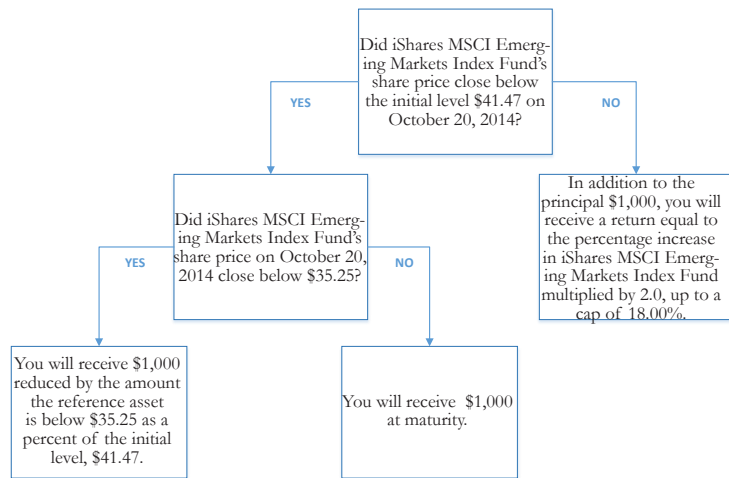 Did iShares MSCI Emerg-
ing Markets Index Fund's
share price close below
the initial level $41.47 on
October 20, 2014?
YES
NO
Did iShares MSCI Emerg-
ing Markets Index Fund's
share price on October 20,
2014 close below $35.25?
In addition to the
principal $1,000, you will
receive a return equal to
the percentage increase
in iShares MSCI Emerg-
ing Markets Index Fund
multiplied by 2.0, up to a
cap of 18.00%.
YES
NO
You will receive $1,000
reduced by the amount
the reference asset
is below $35.25 as a
percent of the initial
level, $41.47.
You will receive $1,000
at maturity.